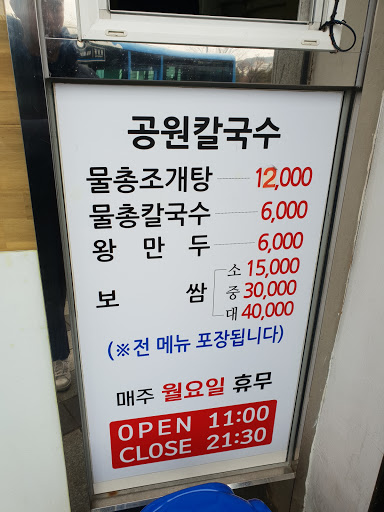 공원칼국수
물총조개탕 12,000
물총칼국수 6,000
왕만두 6,000
보쌈 소 15,000
중 30,000
대 40,000
(※전 메뉴 포장됩니다)
매주 월요일 휴무
OPEN 11:00
CLOSE 21:30